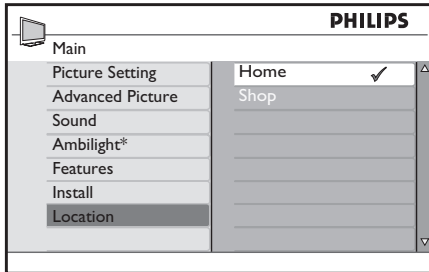 PHILIPS
Main
Picture Setting
Advanced Picture
Sound
Ambilight*
Features
Install
Location
Home ✓
Shop